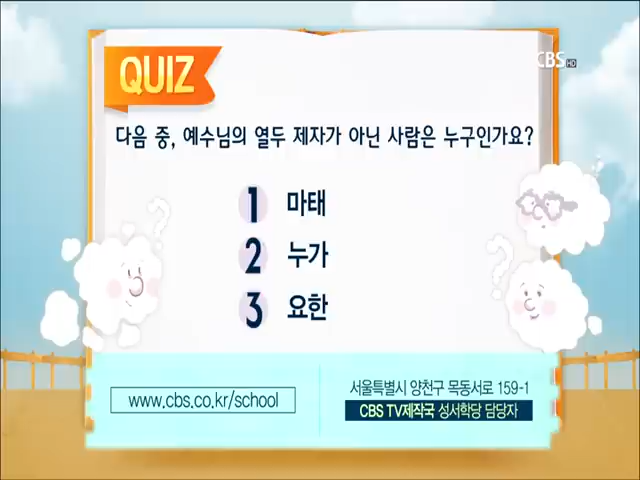 QUIZ
CBS HD
다음 중, 예수님의 열두 제자가 아닌 사람은 누구인가요?
1 마태
2 누가
3 요한
www.cbs.co.kr/school
서울특별시 양천구 목동서로 159-1
CBS TV제작국 성서학당 담당자